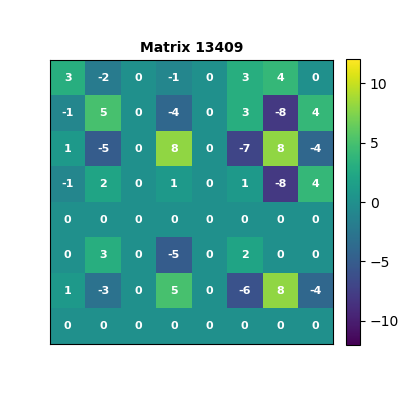 Matrix 13409
3 -2 0 -1 0 3 4 0
-1 5 0 -4 0 3 -8 4
1 -5 0 8 0 -7 8 -4
-1 2 0 1 0 1 -8 4
0 0 0 0 0 0 0 0
0 3 0 -5 0 2 0 0
1 -3 0 5 0 -6 8 -4
0 0 0 0 0 0 0 0
10
5
0
−5
−10